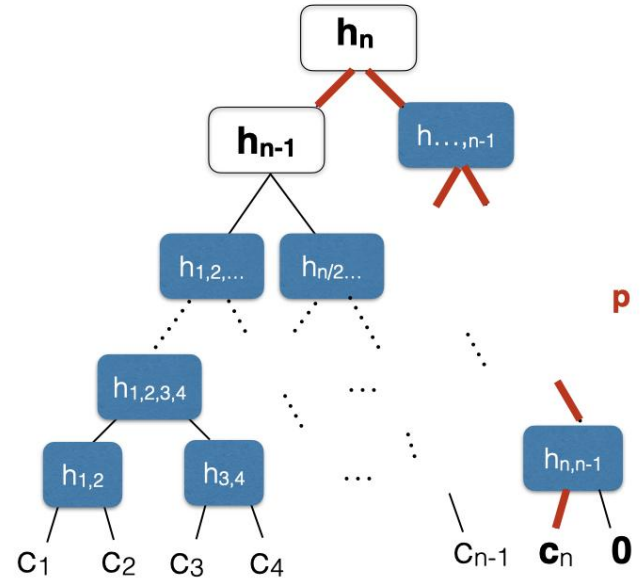 hn
hn-1
h...,n-1
h1,2,... hn/2...
p
h1,2,3,4
h1,2 h3,4 hn,n-1
... 
...
C1 C2 C3 C4 Cn-1 cn 0